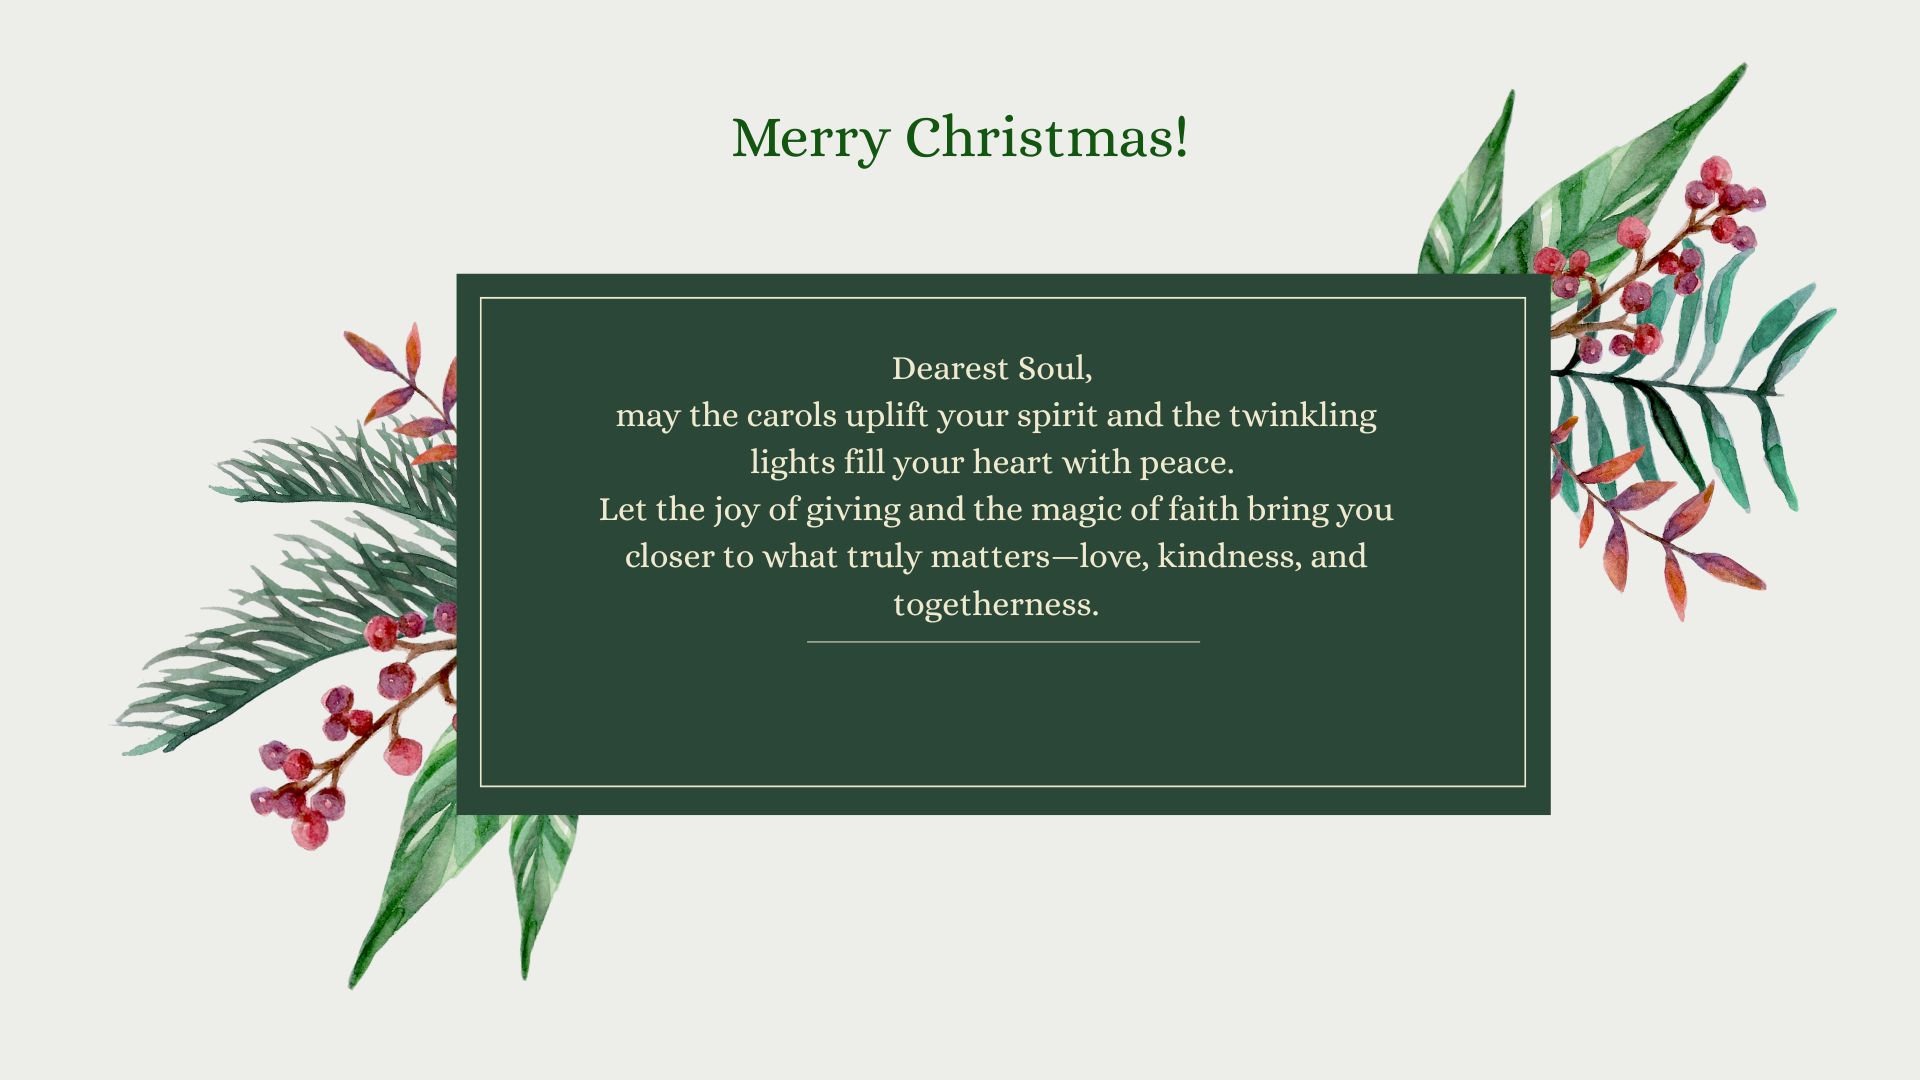 Merry Christmas!
Dearest Soul,
may the carols uplift your spirit and the twinkling
lights fill your heart with peace.
Let the joy of giving and the magic of faith bring you
closer to what truly matters—love, kindness, and
togetherness.